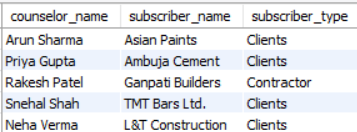 counselor_name subscriber_name subscriber_type
Arun Sharma Asian Paints Clients
Priya Gupta Ambuja Cement Clients
Rakesh Patel Ganpati Builders Contractor
Snehal Shah TMT Bars Ltd. Clients
Neha Verma L&T Construction Clients